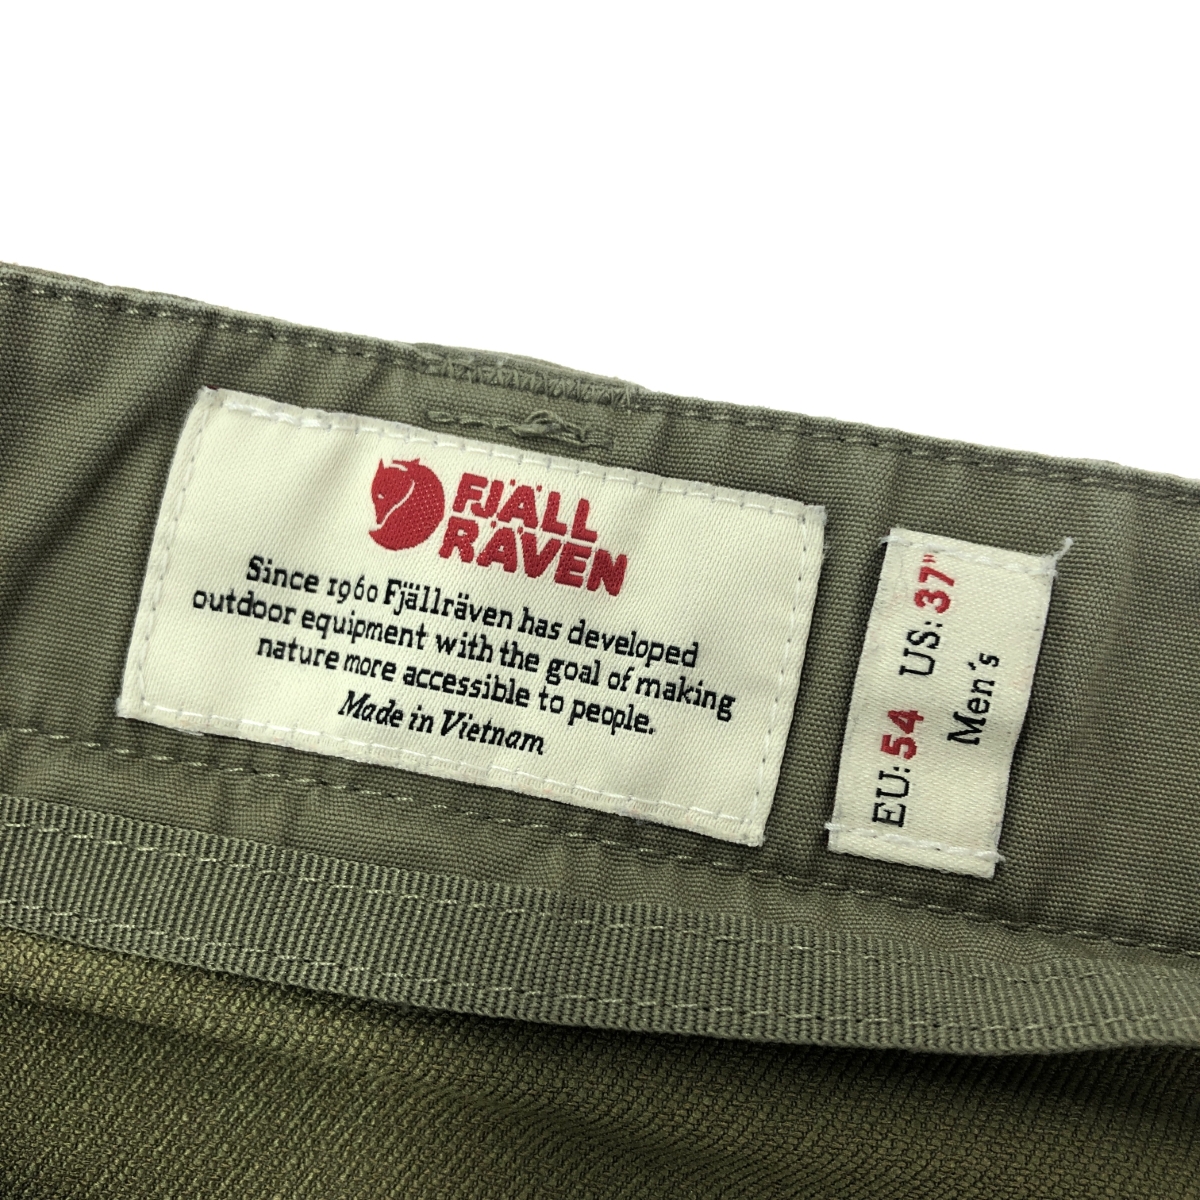 FJÄLL
RÄVEN
Since 1960 Fjällräven has developed
outdoor equipment with the goal of making
nature more accessible to people.
Made in Vietnam
EU: 54 US: 37"
Men's